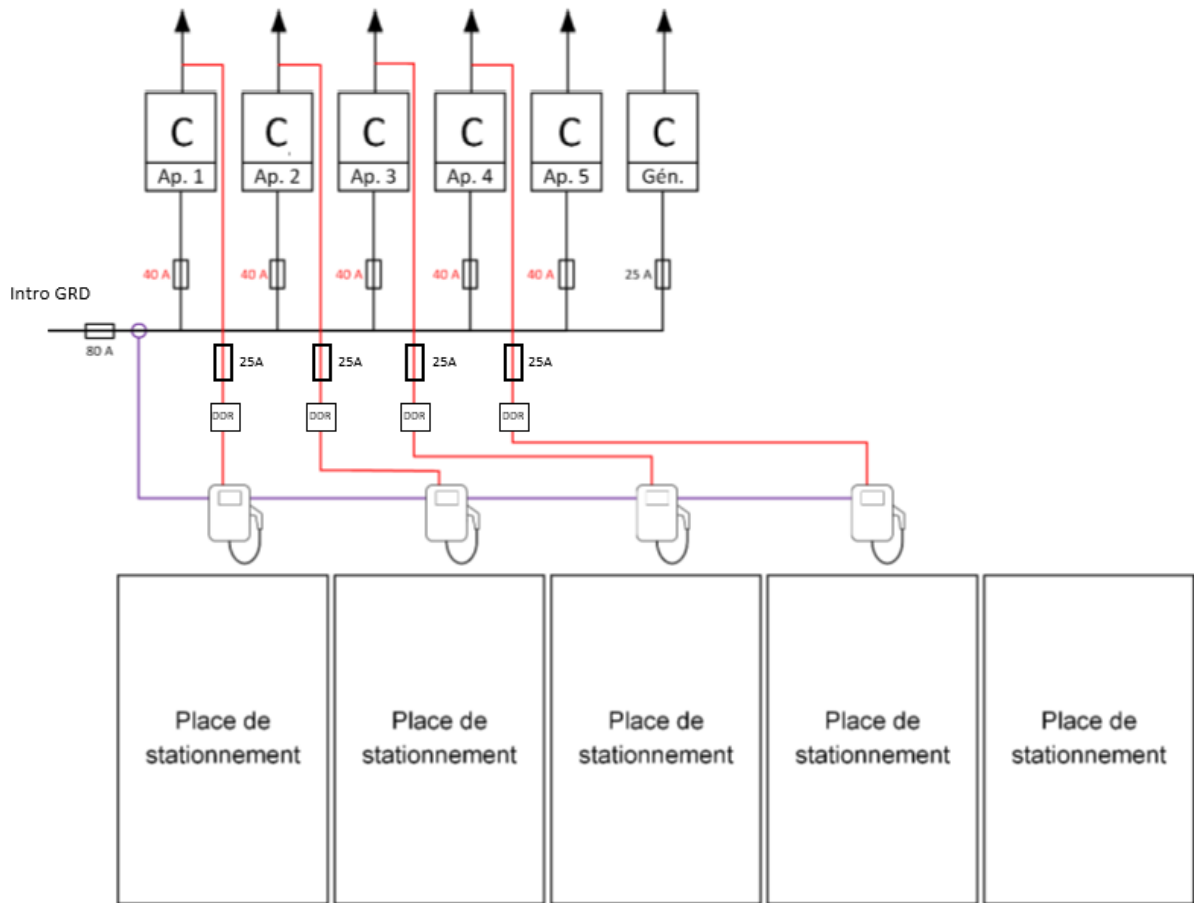 C C C C C C
Ap. 1 Ap. 2 Ap. 3 Ap. 4 Ap. 5 Gén.
40 A 40 A 40 A 40 A 40 A 25 A
Intro GRD
80 A
25A 25A 25A 25A
DDR DDR DDR DDR
Place de Place de Place de Place de Place de
stationnement stationnement stationnement stationnement stationnement